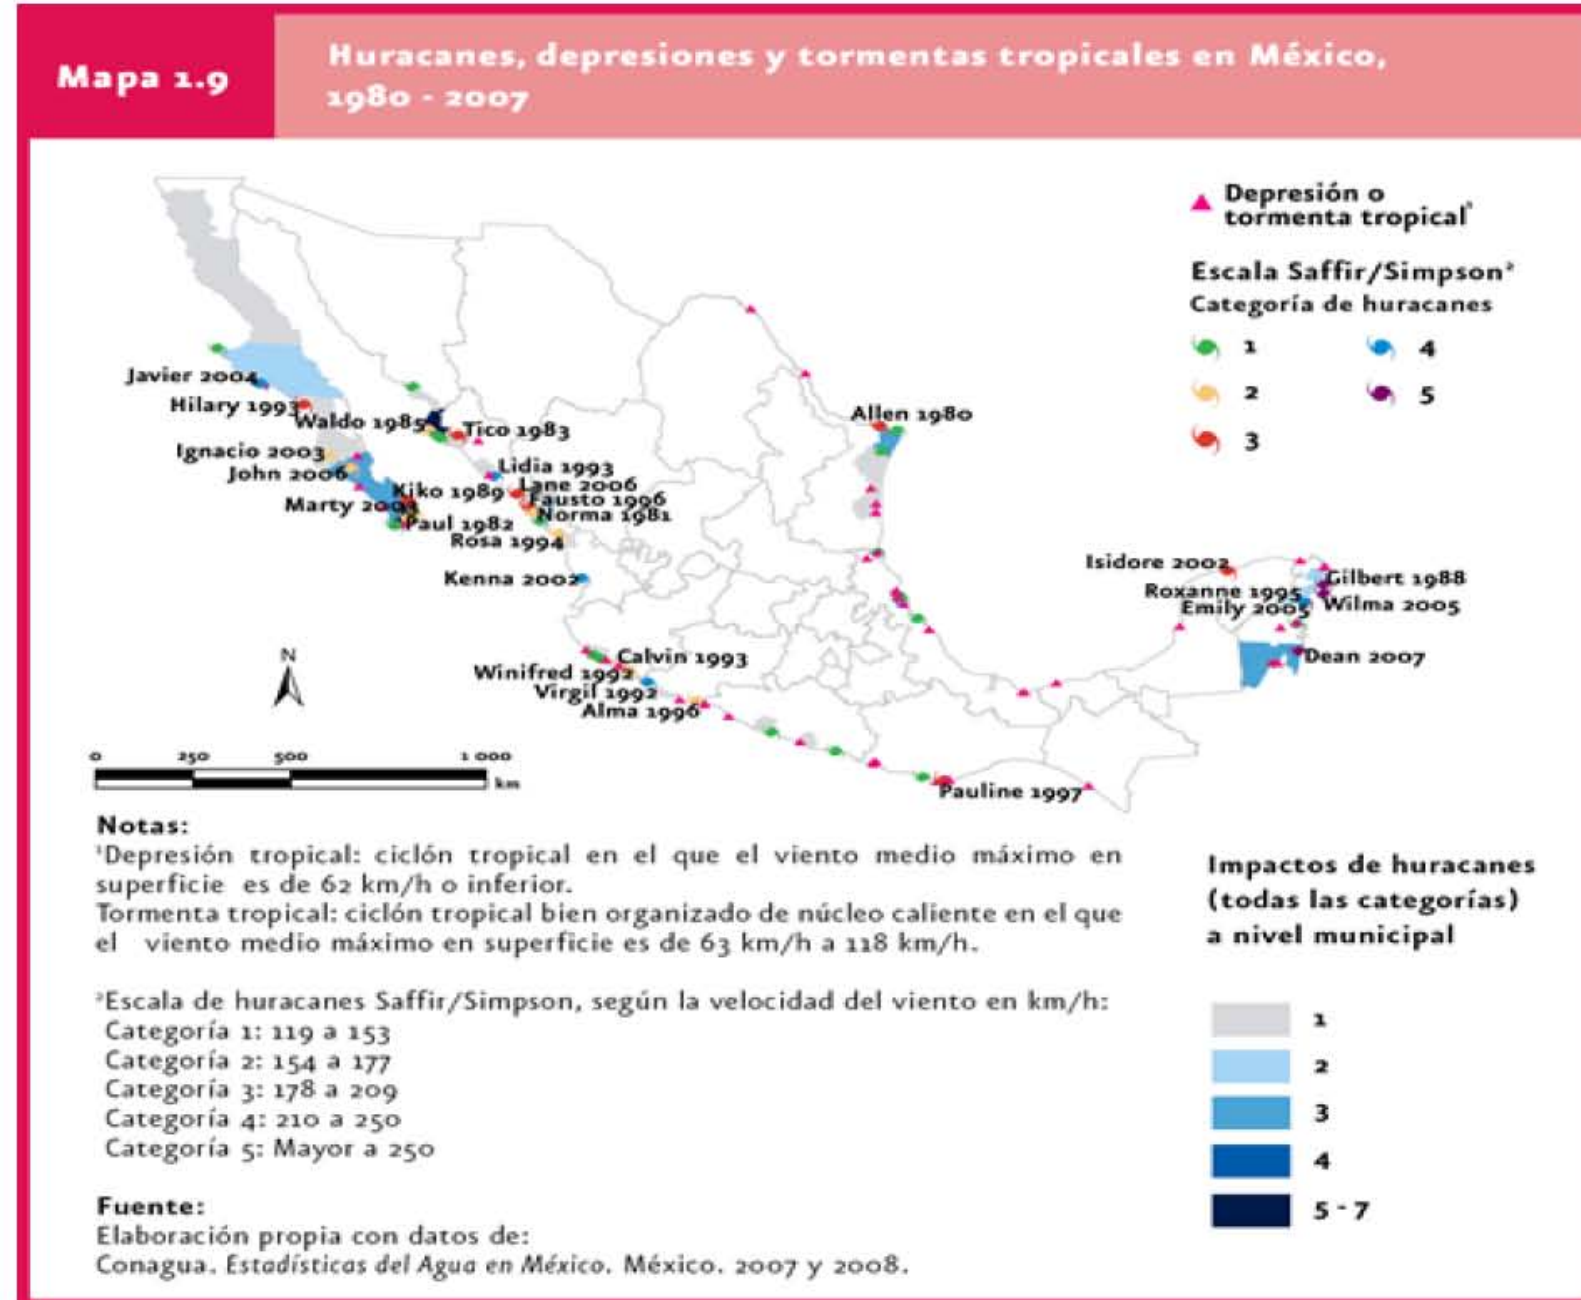 Mapa 1.9
Huracanes, depresiones y tormentas tropicales en México,
1980 - 2007
Depresión o
tormenta tropical¹
Escala Saffir/Simpson²
Categoría de huracanes
1
4
2
5
3
Javier 2004
Hilary 1993
Waldo 1985
Tico 1983
Allen 1980
Ignacio 2003
John 2006
Lidia 1993
Kiko 1989
Lane 2006
Fausto 1996
Marty 2003
Norma 1981
Paul 1982
Rosa 1994
Kenna 2002
Isidore 2002
Gilbert 1988
Roxanne 1995
Emily 2005
Wilma 2005
Dean 2007
Calvin 1993
Winifred 1992
Virgil 1992
Alma 1996
Pauline 1997
N
0 250 500 1 000
km
Notas:
¹Depresión tropical: ciclón tropical en el que el viento medio máximo en
superficie es de 62 km/h o inferior.
Tormenta tropical: ciclón tropical bien organizado de núcleo caliente en el que
el viento medio máximo en superficie es de 63 km/h a 118 km/h.
²Escala de huracanes Saffir/Simpson, según la velocidad del viento en km/h:
Categoría 1: 119 a 153
Categoría 2: 154 a 177
Categoría 3: 178 a 209
Categoría 4: 210 a 250
Categoría 5: Mayor a 250
Fuente:
Elaboración propia con datos de:
Conagua. Estadísticas del Agua en México. México. 2007 y 2008.
Impactos de huracanes
(todas las categorías)
a nivel municipal
1
2
3
4
5 - 7